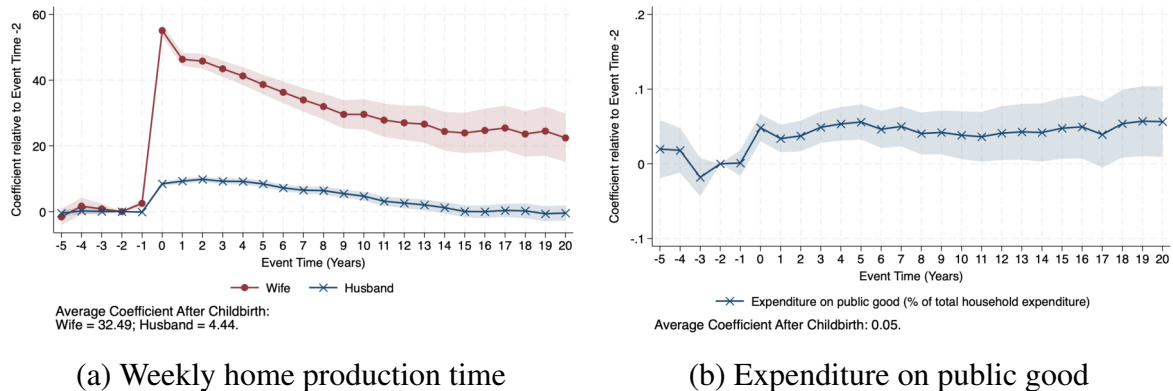 60
40
20
0
Coefficient relative to Event Time -2
-5 -4 -3 -2 -1 0 1 2 3 4 5 6 7 8 9 10 11 12 13 14 15 16 17 18 19 20
Event Time (Years)
Wife Husband
Average Coefficient After Childbirth:
Wife = 32.49; Husband = 4.44.
(a) Weekly home production time
.2
.1
0
-.1
Coefficient relative to Event Time -2
-5 -4 -3 -2 -1 0 1 2 3 4 5 6 7 8 9 10 11 12 13 14 15 16 17 18 19 20
Event Time (Years)
Expenditure on public good (% of total household expenditure)
Average Coefficient After Childbirth: 0.05.
(b) Expenditure on public good